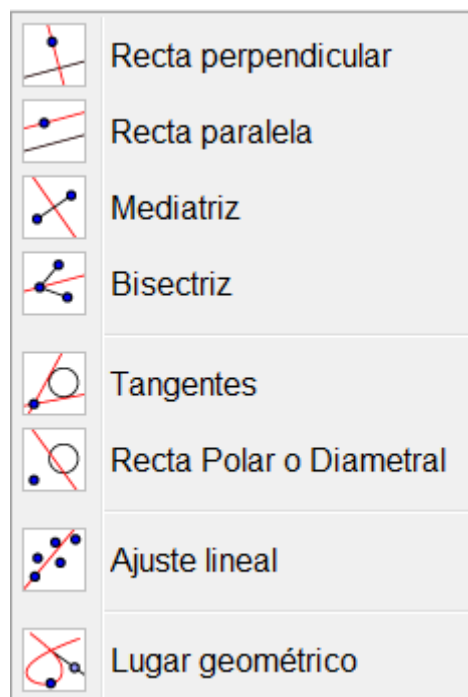 Recta perpendicular
Recta paralela
Mediatriz
Bisectriz
Tangentes
Recta Polar o Diametral
Ajuste lineal
Lugar geométrico